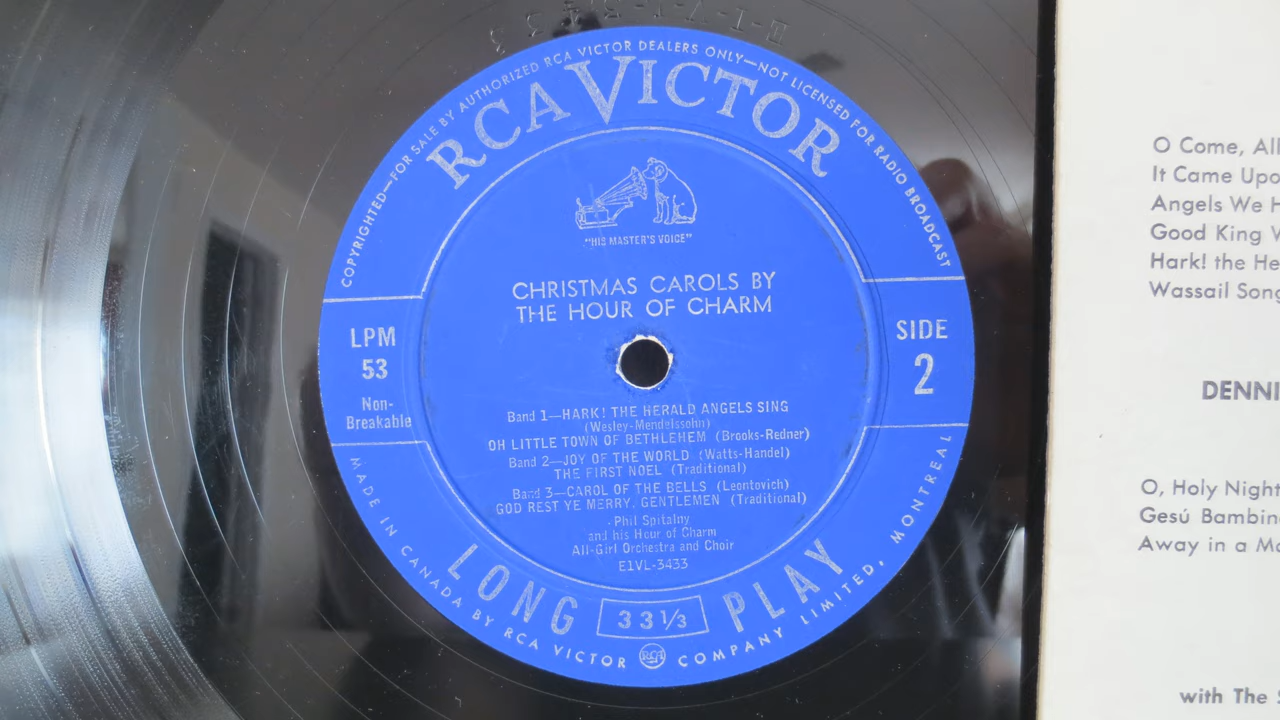 COPYRIGHTED—FOR SALE BY AUTHORIZED RCA VICTOR DEALERS ONLY—NOT LICENSED FOR RADIO BROADCAST
RCA VICTOR
"HIS MASTER'S VOICE"
CHRISTMAS CAROLS BY
THE HOUR OF CHARM
LPM
53
Non-
Breakable
SIDE
2
Band 1—HARK! THE HERALD ANGELS SING
(Wesley-Mendelssohn)
OH LITTLE TOWN OF BETHLEHEM (Brooks-Redner)
Band 2—JOY OF THE WORLD (Watts-Handel)
THE FIRST NOEL (Traditional)
Band 3—CAROL OF THE BELLS (Leontovich)
GOD REST YE MERRY, GENTLEMEN (Traditional)
Phil Spitalny
and his Hour of Charm
All-Girl Orchestra and Choir
E1VL-3433
LONG 33 1/3 PLAY
MADE IN CANADA BY RCA VICTOR RCA COMPANY LIMITED, MONTREAL
O Come, All
It Came Upo
Angels We H
Good King W
Hark! the He
Wassail Song
DENNI
O, Holy Night
Gesú Bambin
Away in a Ma
with The S